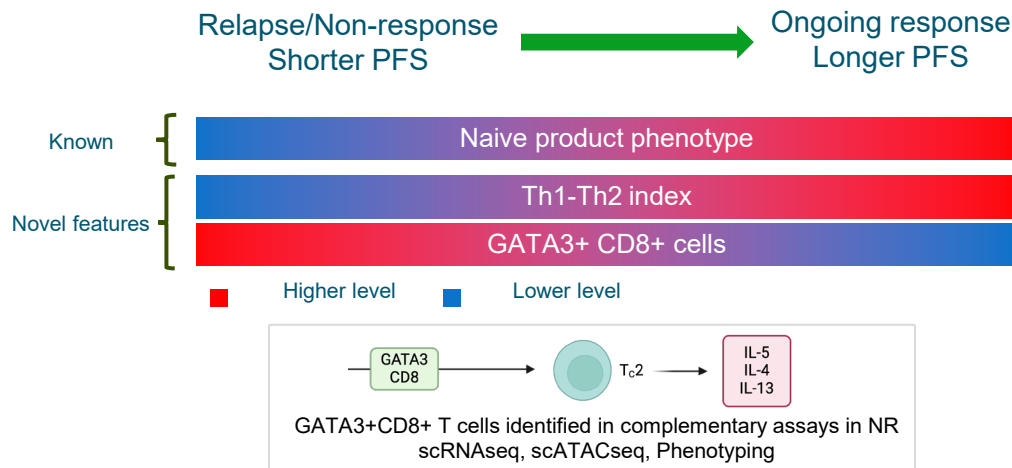 Relapse/Non-response
Shorter PFS
Ongoing response
Longer PFS
Known
Naive product phenotype
Novel features
Th1-Th2 index
GATA3+ CD8+ cells
Higher level
Lower level
GATA3
CD8
Tc2
IL-5
IL-4
IL-13
GATA3+CD8+ T cells identified in complementary assays in NR
scRNAseq, scATACseq, Phenotyping